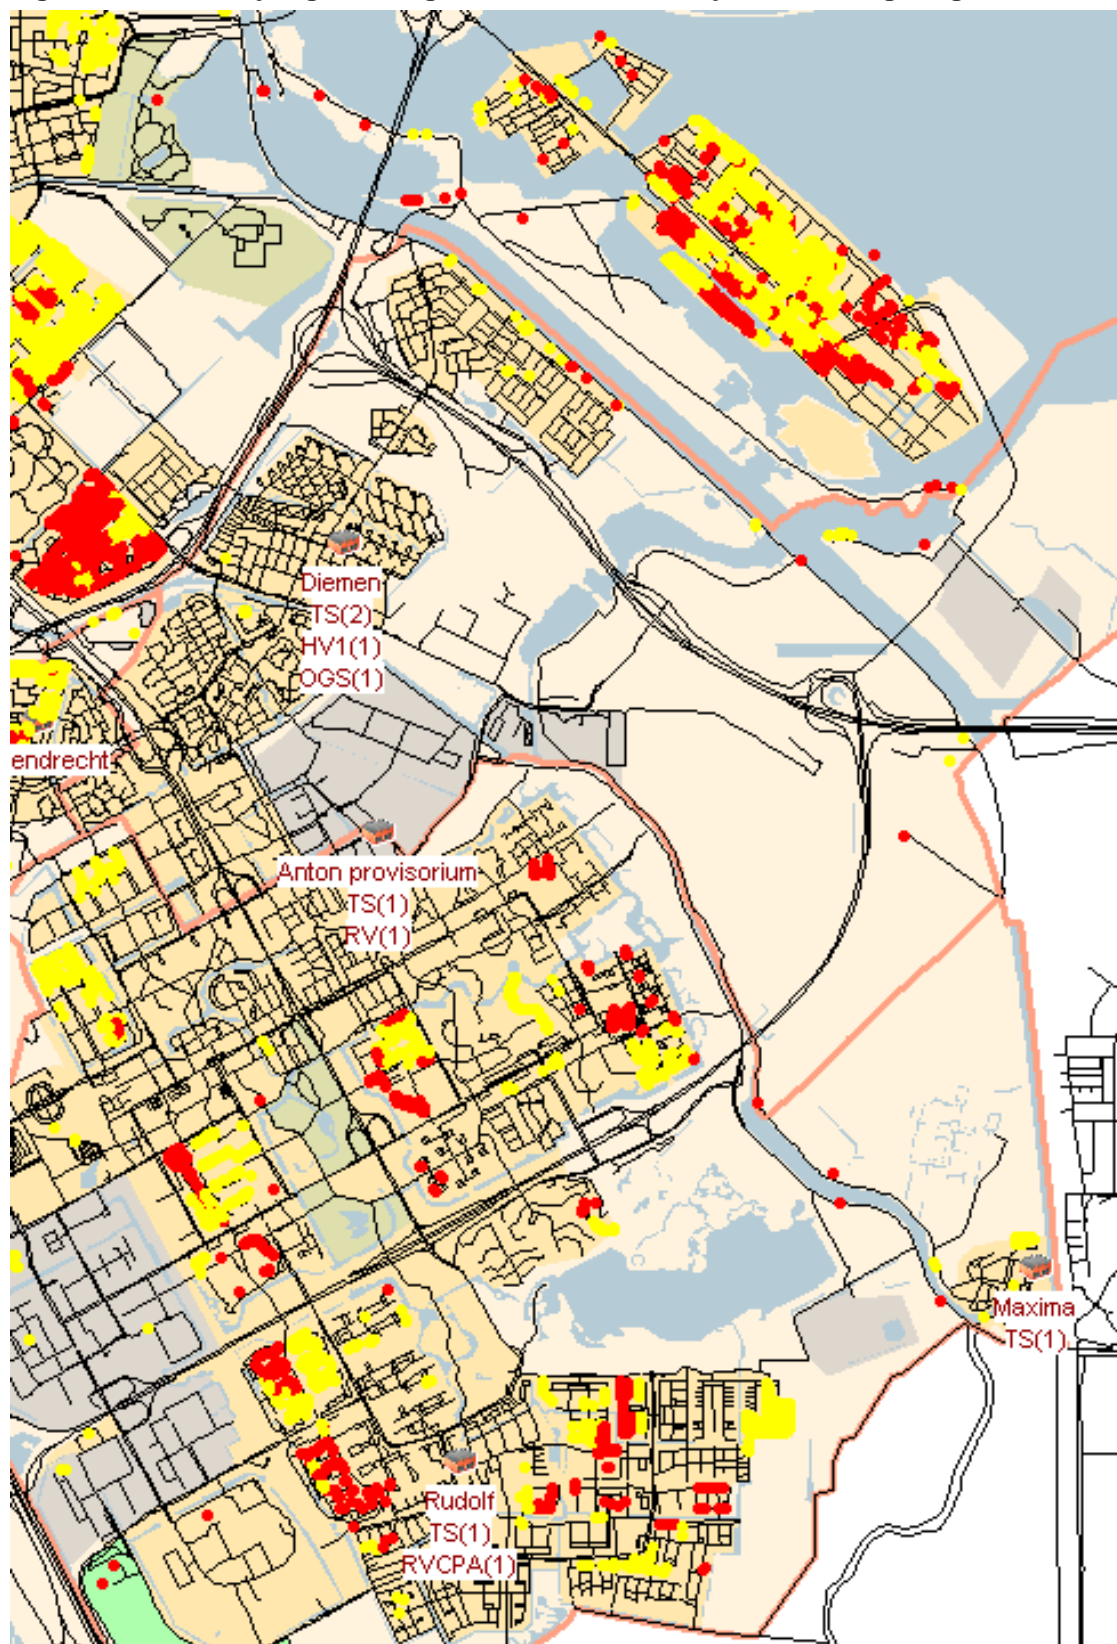 Diemen
TS(2)
HV1(1)
OGS(1)
endrecht
Anton provisorium
TS(1)
RV(1)
Maxima
TS(1)
Rudolf
TS(1)
RVCPA(1)